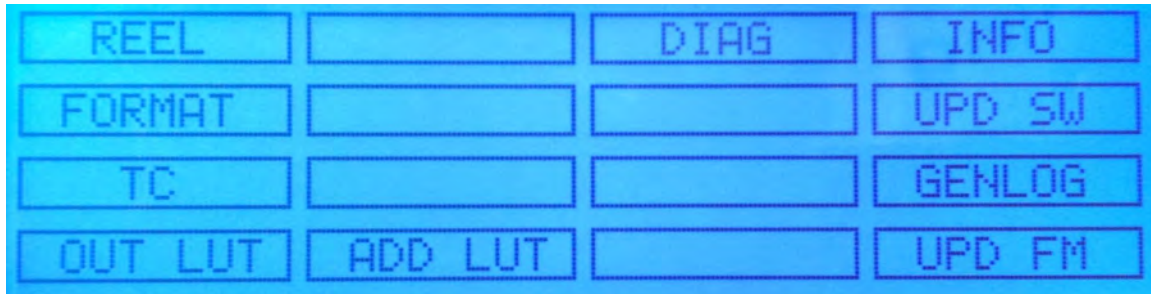 REEL DIAG INFO
FORMAT UPD SW
TC GENLOG
OUT LUT ADD LUT UPD FM